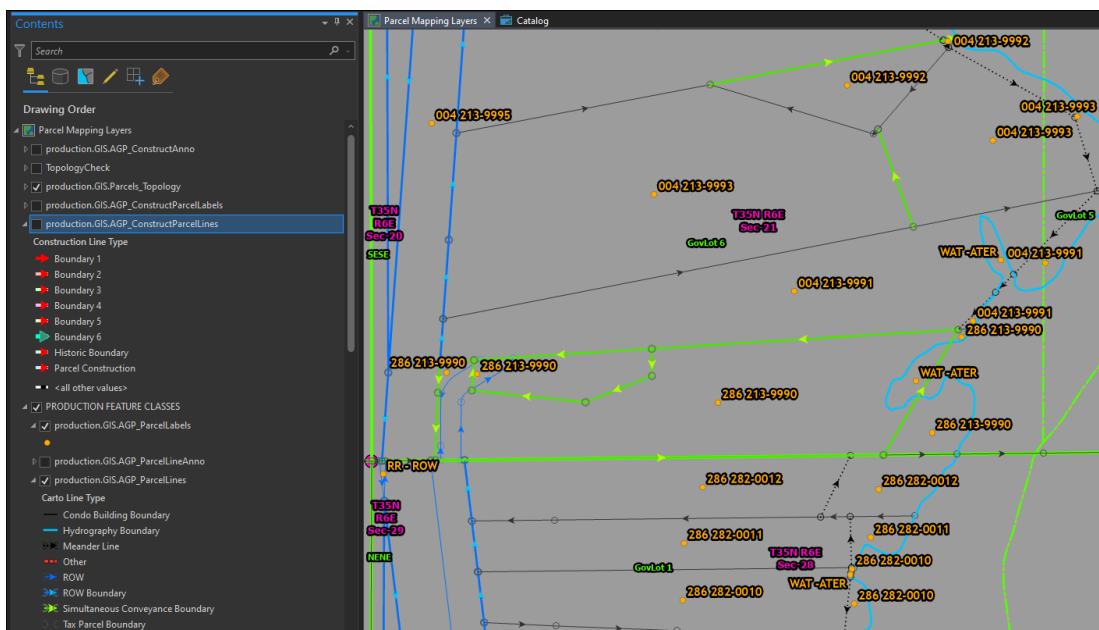 Contents
Search
Drawing Order
Parcel Mapping Layers
production.GIS.AGP_ConstructAnno
TopologyCheck
production.GIS.Parcels_Topology
production.GIS.AGP_ConstructParcelLabels
production.GIS.AGP_ConstructParcelLines
Construction Line Type
Boundary 1
Boundary 2
Boundary 3
Boundary 4
Boundary 5
Boundary 6
Historic Boundary
Parcel Construction
<all other values>
PRODUCTION FEATURE CLASSES
production.GIS.AGP_ParcelLabels
production.GIS.AGP_ParcelLineAnno
production.GIS.AGP_ParcelLines
Carto Line Type
Condo Building Boundary
Hydrography Boundary
Meander Line
Other
ROW
ROW Boundary
Simultaneous Conveyance Boundary
Tax Parcel Boundary
Parcel Mapping Layers
Catalog
004 213-9992
004 213-9992
004 213-9993
004 213-9995
004 213-9993
004 213-9993
T35N
R6E
Sec-20
T35N R6E
Sec-21
GovLot 5
GovLot 6
SESE
WAT -ATER
004 213-9991
004 213-9991
004 213-9991
286 213-9990
286 213-9990
286 213-9990
WAT -ATER
286 213-9990
286 213-9990
RR - ROW
286 282-0012
286 282-0012
T35N
R6E
Sec-29
286 282-0011
286 282-0011
T35N R6E
Sec-28
NENE
GovLot 1
286 282-0010
WAT -ATER
286 282-0010
286 282-0010